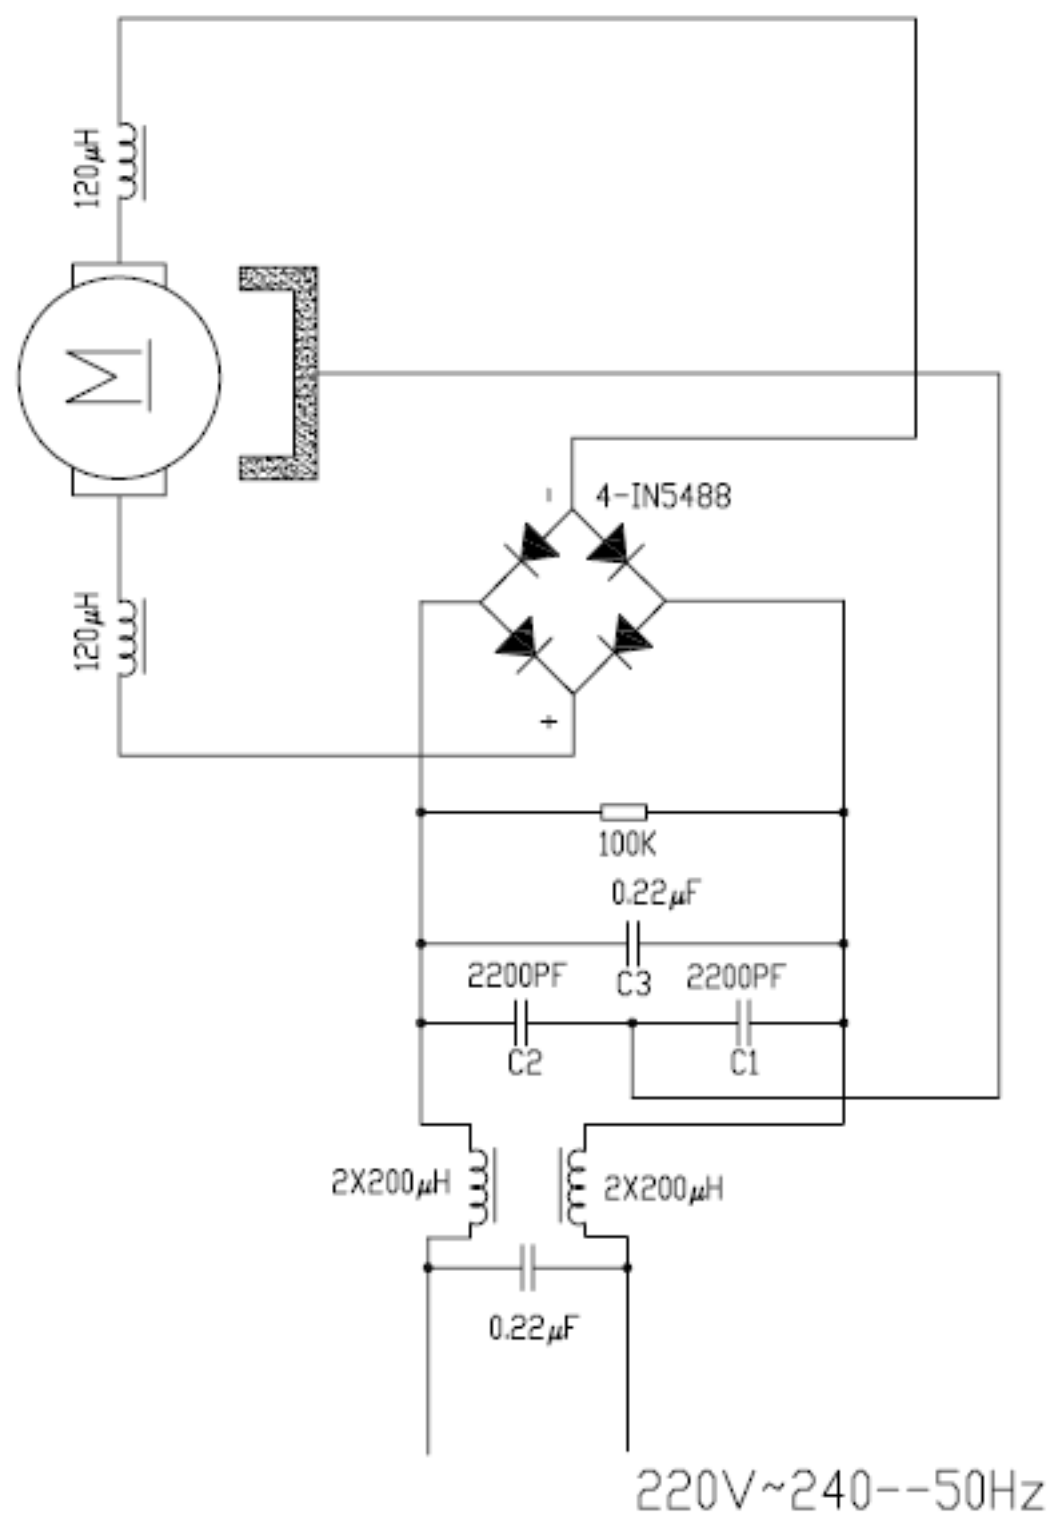 120µH
M
-
4-IN5488
120µH
+
100K
0.22µF
2200PF
C3
2200PF
C2
C1
2X200µH
2X200µH
0.22µF
220V~240--50Hz